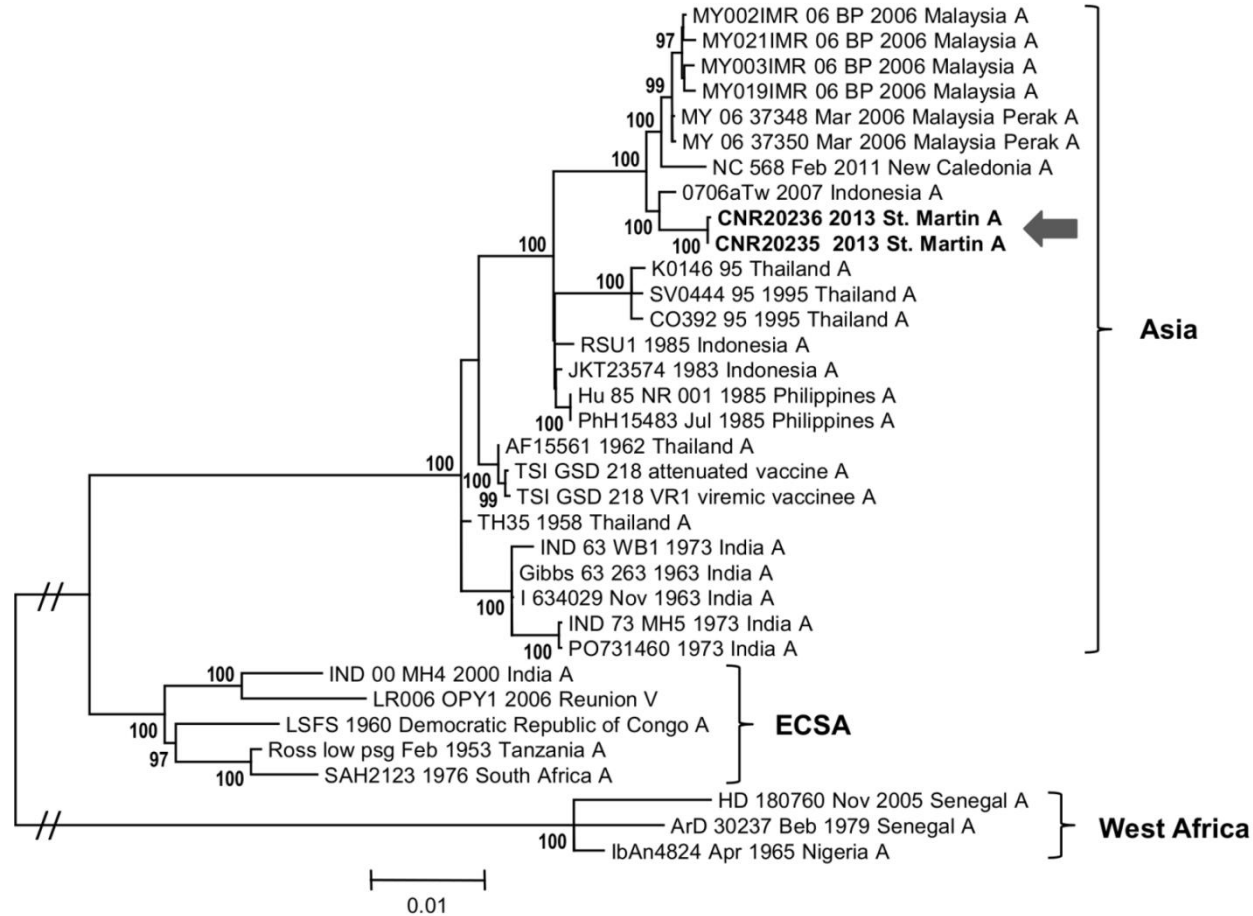 MY002IMR 06 BP 2006 Malaysia A
97
MY021IMR 06 BP 2006 Malaysia A
MY003IMR 06 BP 2006 Malaysia A
99
MY019IMR 06 BP 2006 Malaysia A
100
MY 06 37348 Mar 2006 Malaysia Perak A
MY 06 37350 Mar 2006 Malaysia Perak A
100
NC 568 Feb 2011 New Caledonia A
0706aTw 2007 Indonesia A
100
CNR20236 2013 St. Martin A
100
CNR20235 2013 St. Martin A
100
K0146 95 Thailand A
100
SV0444 95 1995 Thailand A
CO392 95 1995 Thailand A
Asia
RSU1 1985 Indonesia A
JKT23574 1983 Indonesia A
Hu 85 NR 001 1985 Philippines A
100
PhH15483 Jul 1985 Philippines A
AF15561 1962 Thailand A
100
100
TSI GSD 218 attenuated vaccine A
99
TSI GSD 218 VR1 viremic vaccinee A
TH35 1958 Thailand A
IND 63 WB1 1973 India A
Gibbs 63 263 1963 India A
100
I 634029 Nov 1963 India A
IND 73 MH5 1973 India A
100
PO731460 1973 India A
100
IND 00 MH4 2000 India A
LR006 OPY1 2006 Reunion V
100
LSFS 1960 Democratic Republic of Congo A
ECSA
97
Ross low psg Feb 1953 Tanzania A
100
SAH2123 1976 South Africa A
HD 180760 Nov 2005 Senegal A
ArD 30237 Beb 1979 Senegal A
West Africa
100
IbAn4824 Apr 1965 Nigeria A
0.01